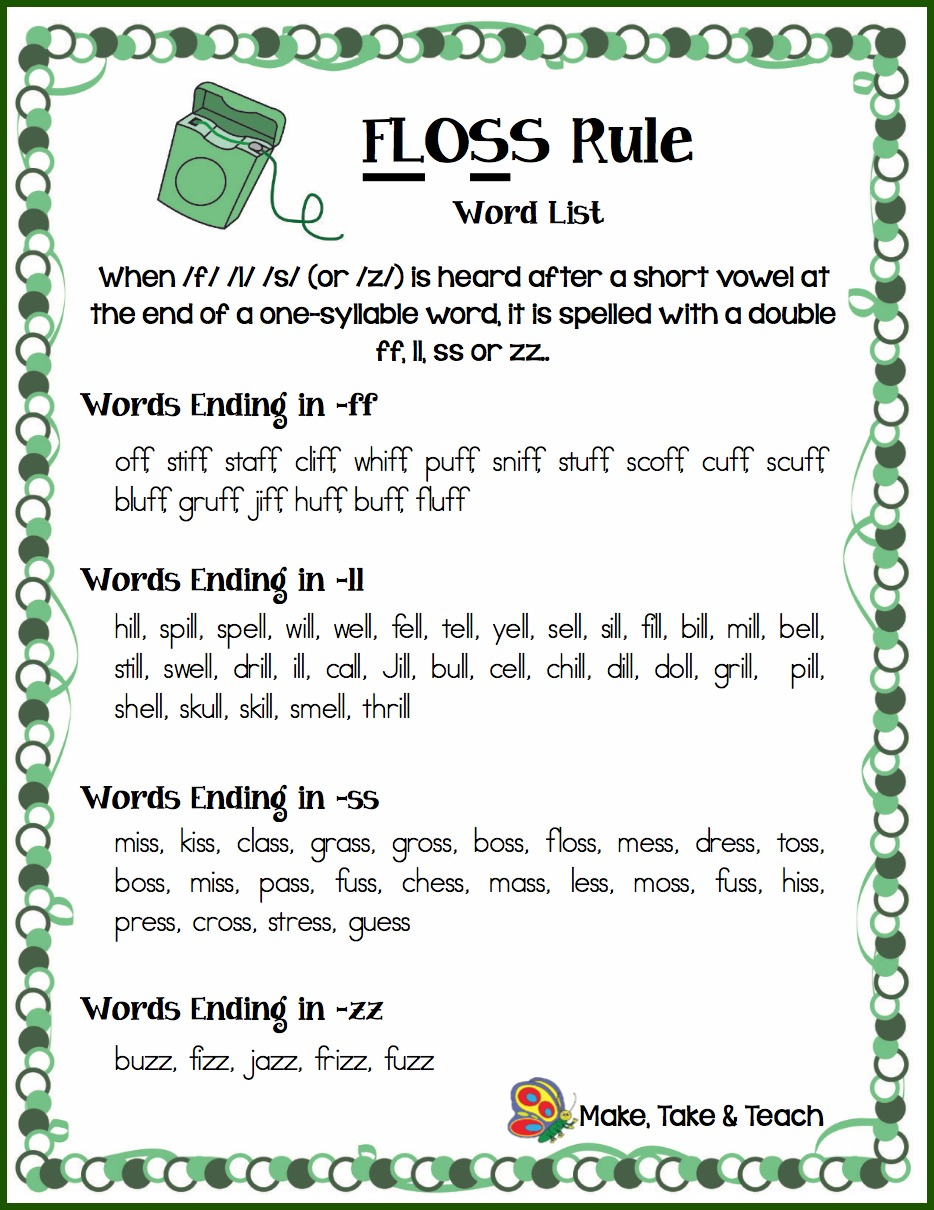 FLOSS Rule
Word List
When /f/ /l/ /s/ (or /z/) is heard after a short vowel at
the end of a one-syllable word, it is spelled with a double
ff, ll, ss or zz..
Words Ending in -ff
off, stiff, staff, cliff, whiff, puff, sniff, stuff, scoff, cuff, scuff,
bluff, gruff, jiff, huff, buff, fluff
Words Ending in -ll
hill, spill, spell, will, well, fell, tell, yell, sell, sill, fill, bill, mill, bell,
still, swell, drill, ill, call, Jill, bull, cell, chill, dill, doll, grill, pill,
shell, skull, skill, smell, thrill
Words Ending in -ss
miss, kiss, class, grass, gross, boss, floss, mess, dress, toss,
boss, miss, pass, fuss, chess, mass, less, moss, fuss, hiss,
press, cross, stress, guess
Words Ending in -zz
buzz, fizz, jazz, frizz, fuzz
Make, Take & Teach